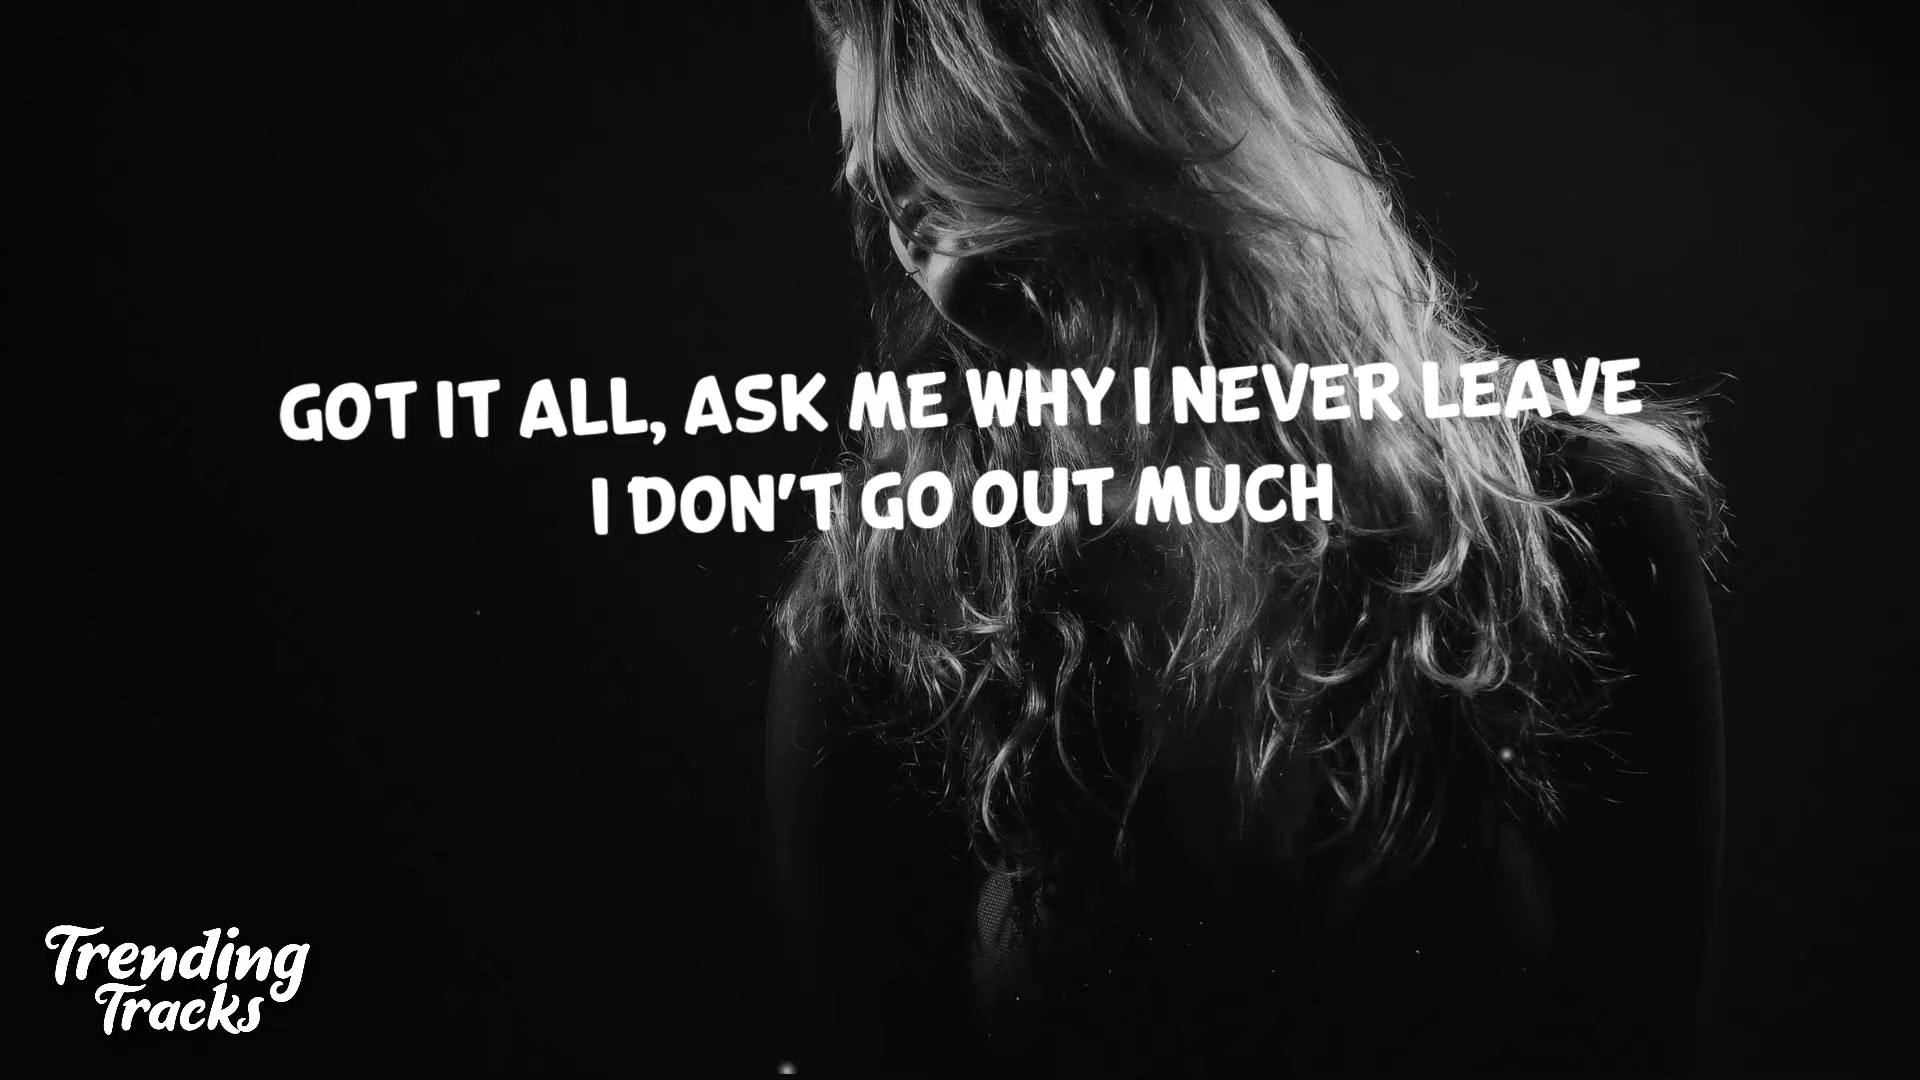 GOT IT ALL, ASK ME WHY I NEVER LEAVE
I DON'T GO OUT MUCH
Trending
Tracks